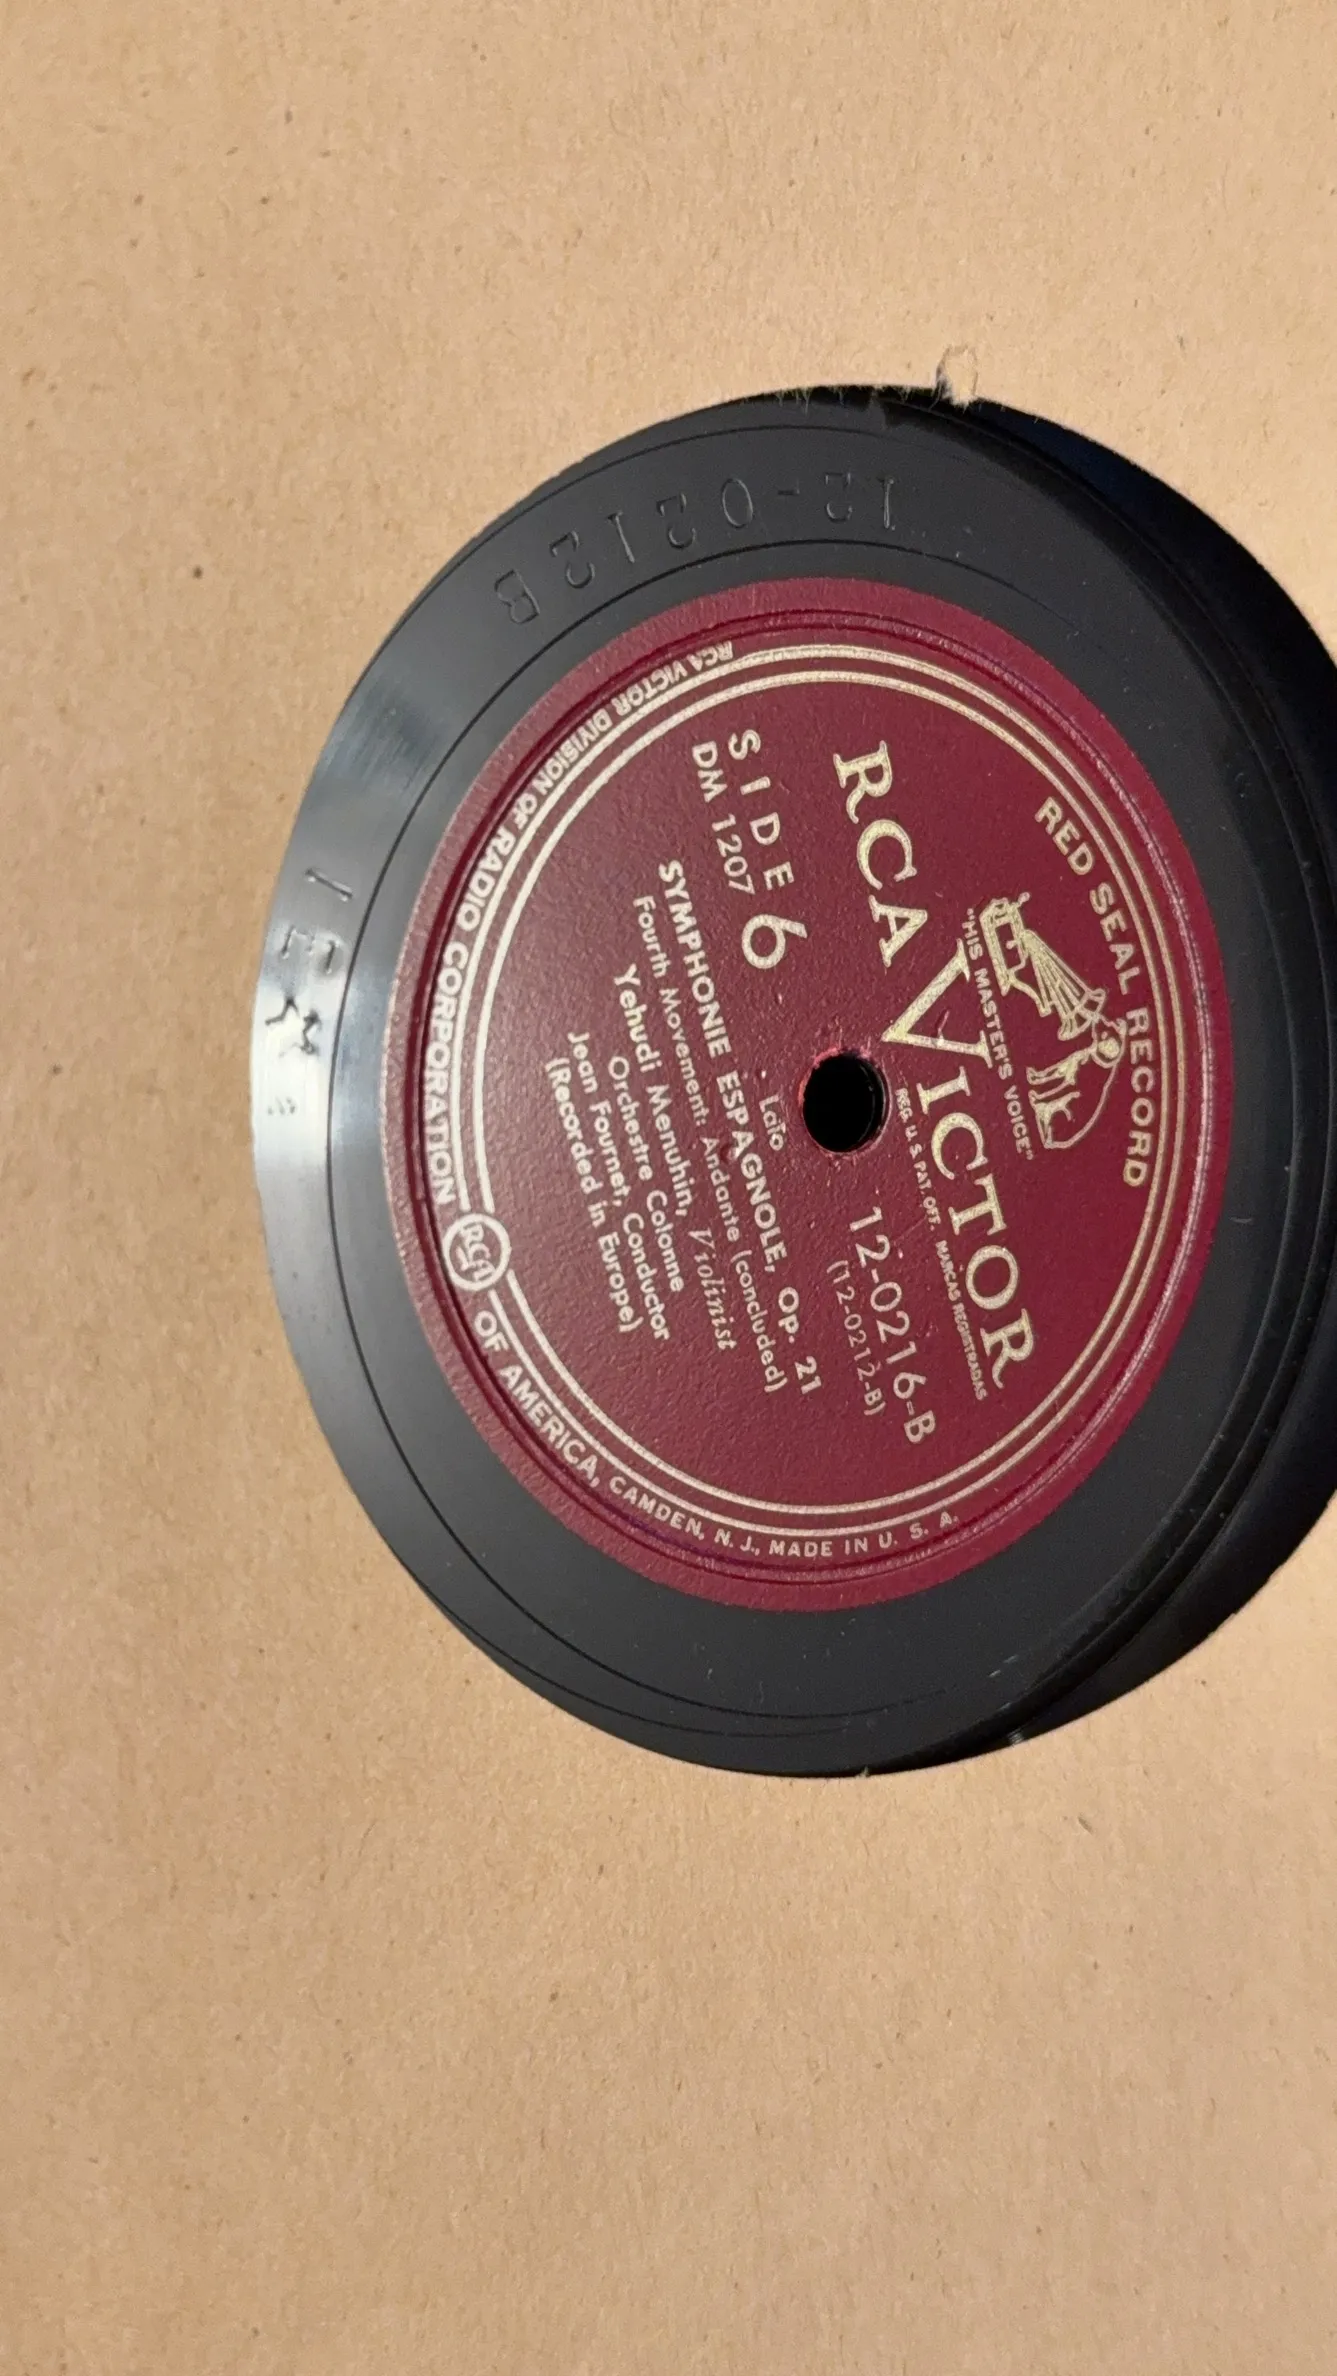 RED SEAL RECORD
"HIS MASTER'S VOICE"
RCA VICTOR
REG. U. S. PAT. OFF. MARCAS REGISTRADAS
SIDE 6
DM 1207
12-0216-B
(12-0212-B)
Lalo
SYMPHONIE ESPAGNOLE, Op. 21
Fourth Movement: Andante (concluded)
Yehudi Menuhin, Violinist
Orchestre Colonne
Jean Fournet, Conductor
(Recorded in Europe)
RCA VICTOR DIVISION OF RADIO CORPORATION RCA OF AMERICA, CAMDEN, N. J., MADE IN U. S. A.
12-0212B